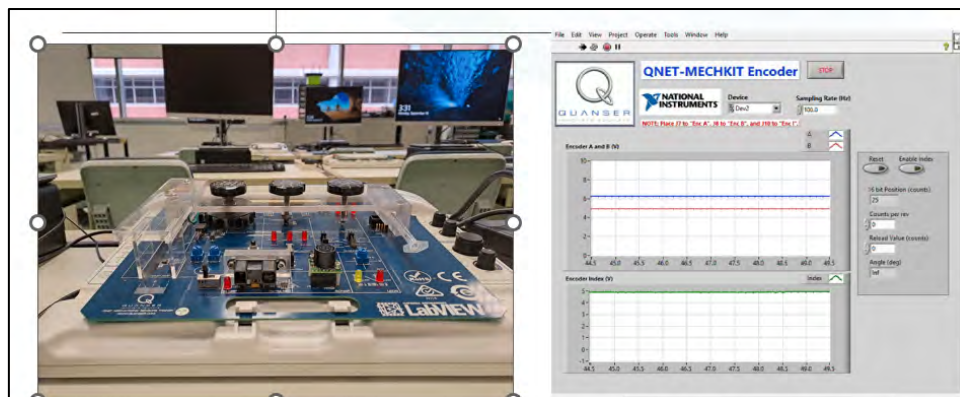 3:31
QUANSER
LabVIEW
File Edit View Project Operate Tools Window Help
QNET-MECHKIT Encoder
STOP
QUANSER
NATIONAL INSTRUMENTS
Device
Dev2
Sampling Rate (Hz)
100.0
NOTE: Place J7 to "Enc A", J8 to "Enc B", and J10 to "Enc I".
A
B
Encoder A and B (V)
10
8
6
4
2
0
44.5 45.0 45.5 46.0 46.5 47.0 47.5 48.0 48.5 49.0 49.5
Encoder Index (V)
Index
5
4
3
2
1
0
-1
44.5 45.0 45.5 46.0 46.5 47.0 47.5 48.0 48.5 49.0 49.5
Reset
Enable Index
16 bit Position (counts)
25
Counts per rev
0
Reload Value (counts)
0
Angle (deg)
Inf